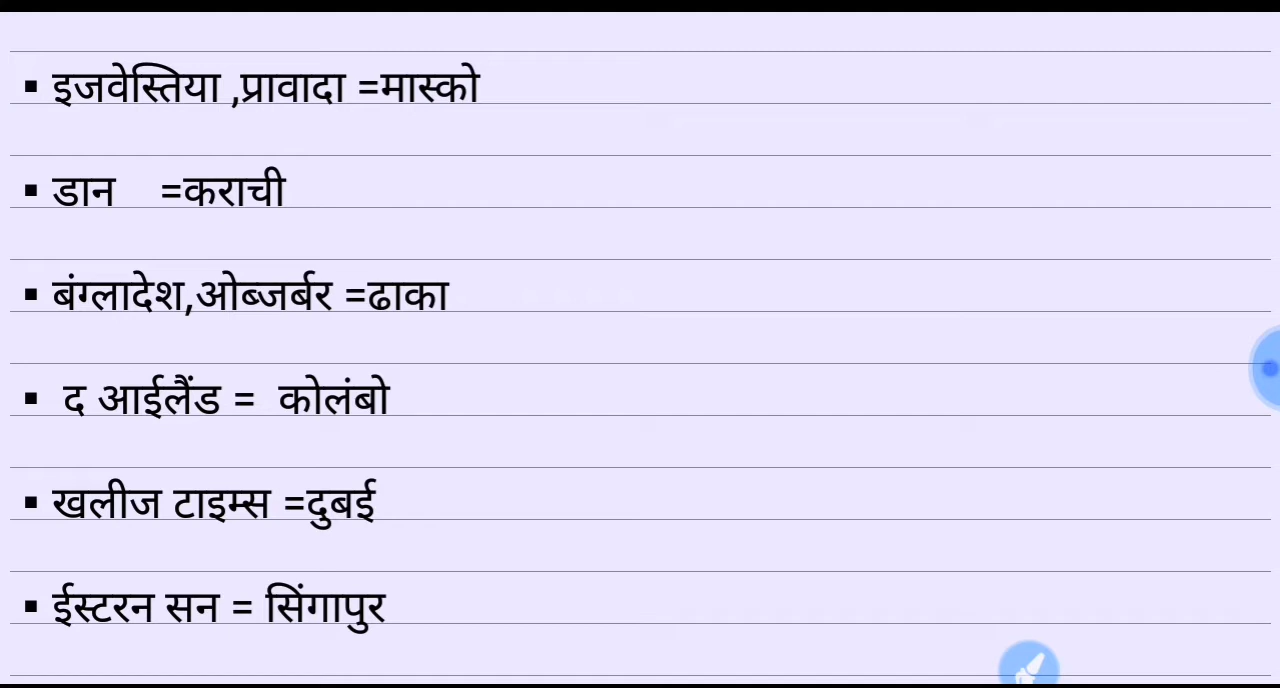 ▪ इजवेस्तिया ,प्रावादा =मास्को
▪ डान =कराची
▪ बंग्लादेश,ओब्जर्बर =ढाका
▪ द आईलैंड = कोलंबो
▪ खलीज टाइम्स =दुबई
▪ ईस्टरन सन = सिंगापुर